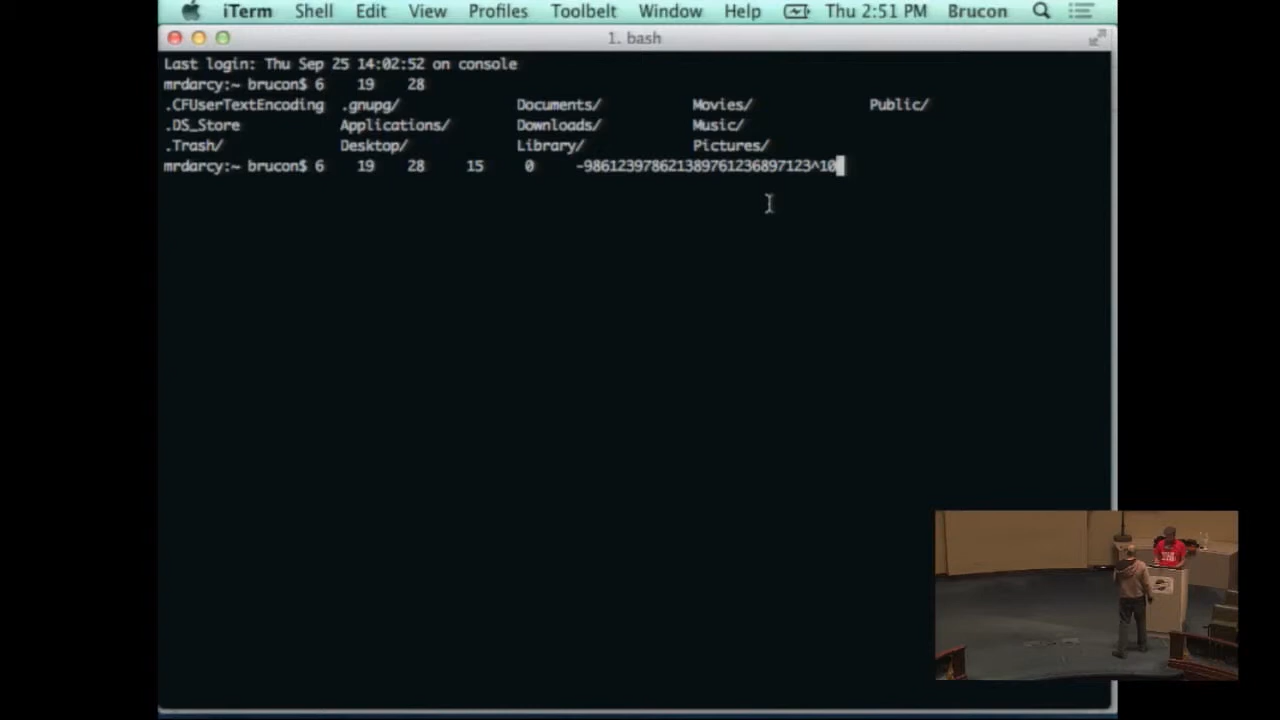 iTerm Shell Edit View Profiles Toolbelt Window Help Thu 2:51 PM Brucon
1. bash
Last login: Thu Sep 25 14:02:52 on console
mrdarcy:~ brucon$ 6 19 28
.CFUserTextEncoding .gnupg/ Documents/ Movies/ Public/
.DS_Store Applications/ Downloads/ Music/
.Trash/ Desktop/ Library/ Pictures/
mrdarcy:~ brucon$ 6 19 28 15 0 -98612397862138976​1236897123^10